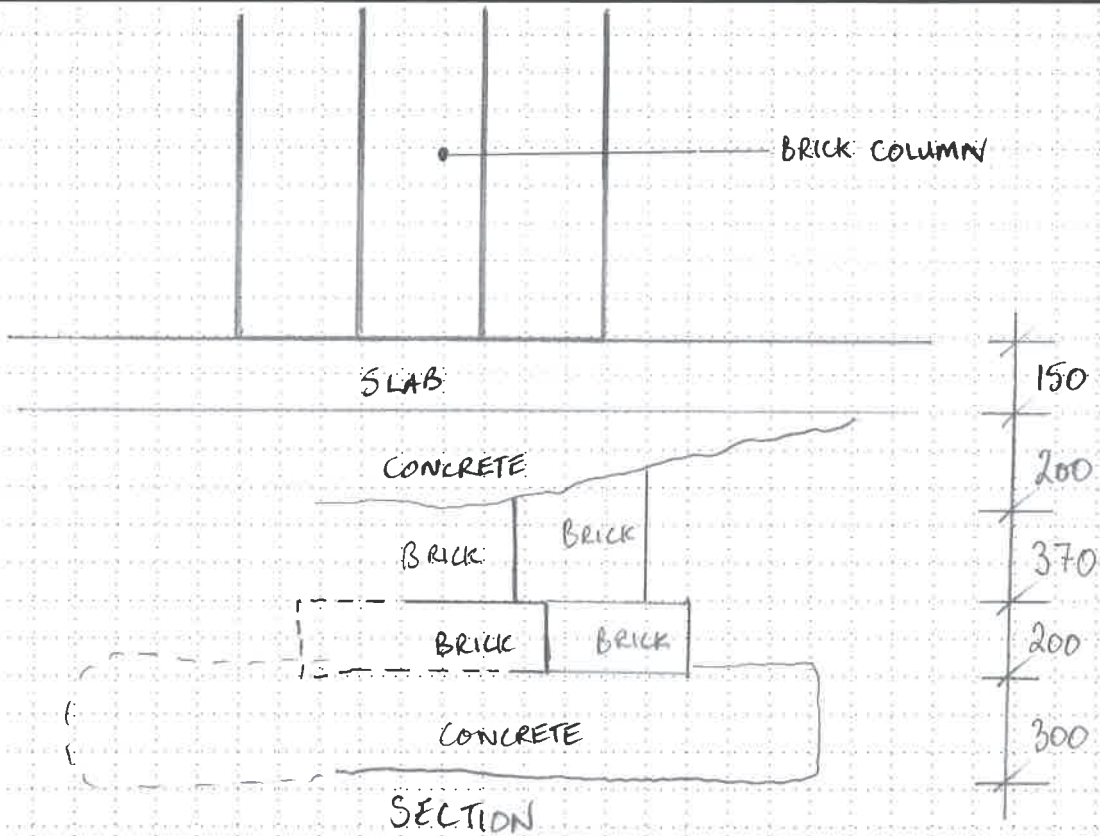 BRICK COLUMN
SLAB
150
CONCRETE
200
BRICK
BRICK
370
BRICK
BRICK
200
CONCRETE
300
SECTION